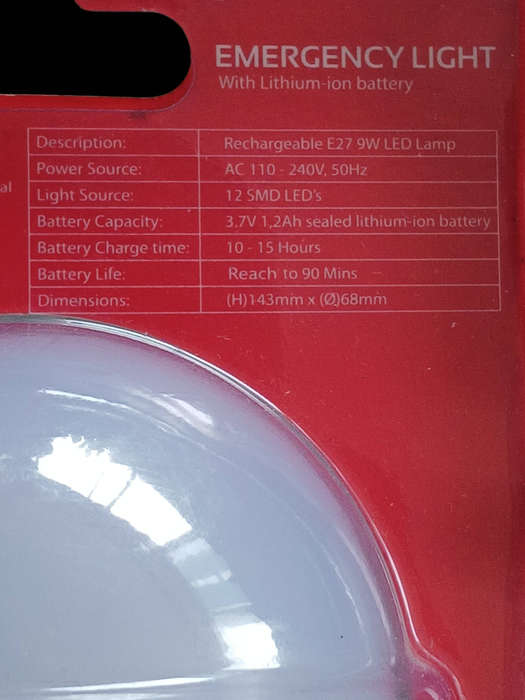 EMERGENCY LIGHT
With Lithium-ion battery
Description: Rechargeable E27 9W LED Lamp
Power Source: AC 110 - 240V, 50Hz
al
Light Source: 12 SMD LED's
Battery Capacity: 3.7V 1,2Ah sealed lithium-ion battery
Battery Charge time: 10 - 15 Hours
Battery Life: Reach to 90 Mins
Dimensions: (H)143mm x (Ø)68mm